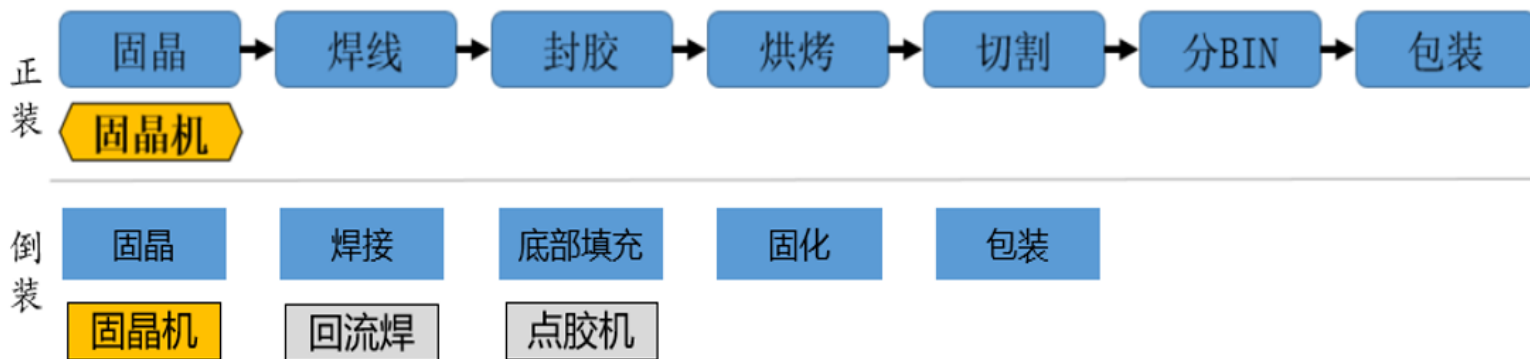 正装
固晶 焊线 封胶 烘烤 切割 分BIN 包装
固晶机
倒装
固晶 焊接 底部填充 固化 包装
固晶机 回流焊 点胶机